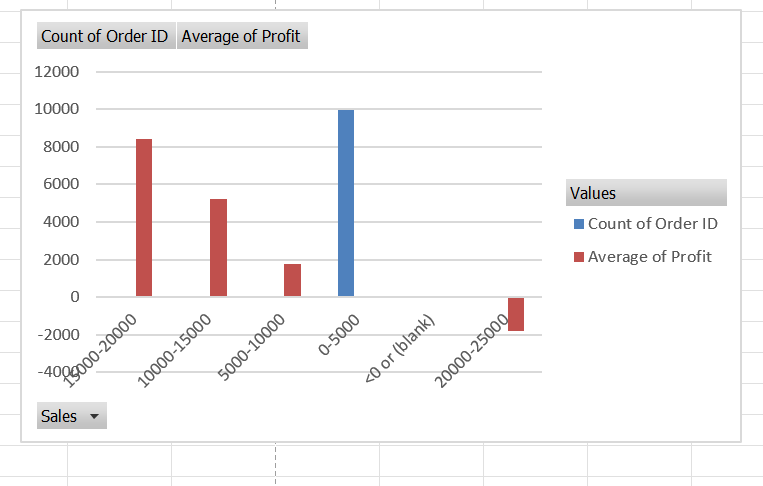 Count of Order ID Average of Profit
12000
10000
8000
6000
4000
2000
0
-2000
-4000
15000-20000
10000-15000
5000-10000
0-5000
<0 or (blank)
20000-25000
Values
Count of Order ID
Average of Profit
Sales